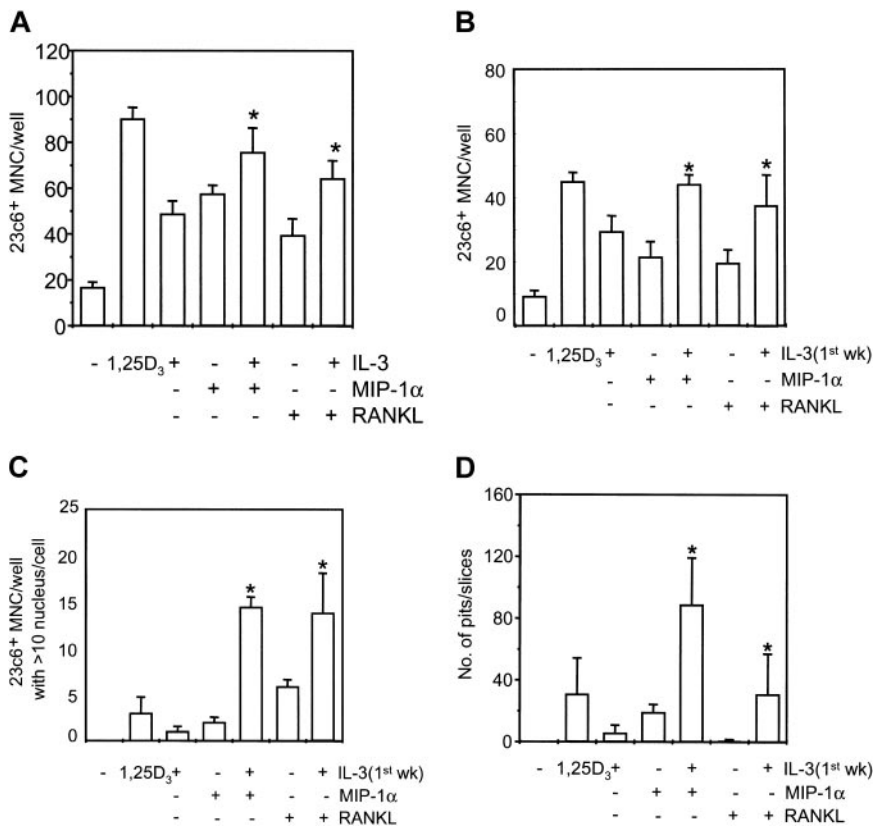 A
23c6+ MNC/well
120
100
80
60
40
20
0
* *
- 1,25D3 + - + - + IL-3
- + + - - MIP-1α
- - - + + RANKL
B
23c6+ MNC/well
80
60
40
20
0
* *
- 1,25D3 + - + - + IL-3(1st wk)
- + + - - MIP-1α
- - - + + RANKL
C
23c6+ MNC/well
with >10 nucleus/cell
25
20
15
10
5
0
* *
- 1,25D3+ - + - + IL-3(1st wk)
- + + - - MIP-1α
- - - + + RANKL
D
No. of pits/slices
160
120
80
40
0
* *
- 1,25D3+ - + - + IL-3(1st wk)
- + + - - MIP-1α
- - - + + RANKL